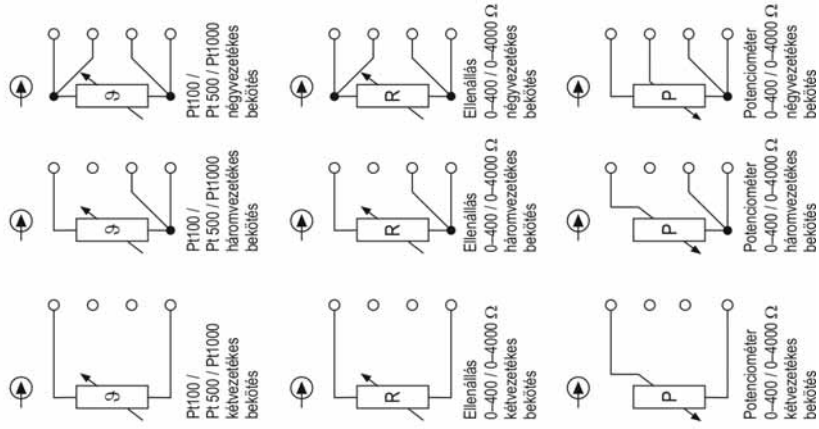 ϑ
Pt100 /
Pt 500 / Pt1000
kétvezetékes
bekötés
ϑ
Pt100 /
Pt 500 / Pt1000
háromvezetékes
bekötés
ϑ
Pt100 /
Pt 500 / Pt1000
négyvezetékes
bekötés
R
Ellenállás
0–400 / 0–4000 Ω
kétvezetékes
bekötés
R
Ellenállás
0–400 / 0–4000 Ω
háromvezetékes
bekötés
R
Ellenállás
0–400 / 0–4000 Ω
négyvezetékes
bekötés
P
Potenciométer
0–400 / 0–4000 Ω
kétvezetékes
bekötés
P
Potenciométer
0–400 / 0–4000 Ω
háromvezetékes
bekötés
P
Potenciométer
0–400 / 0–4000 Ω
négyvezetékes
bekötés